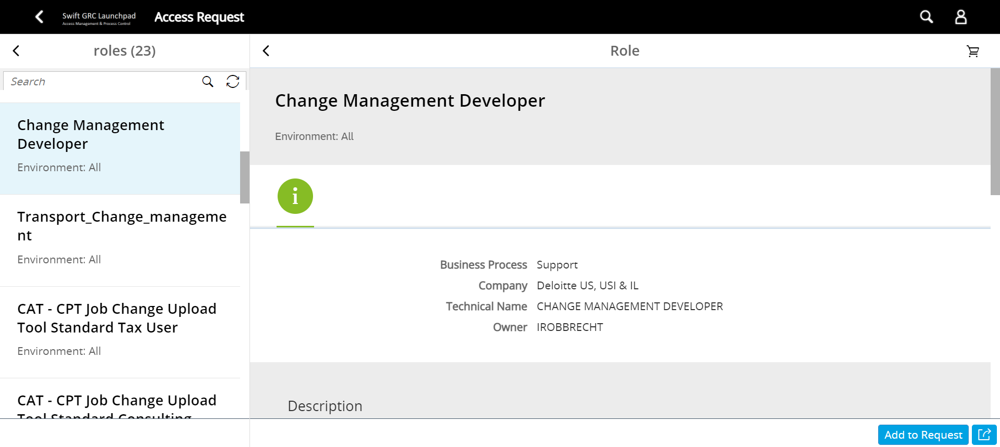 Swift GRC Launchpad
Access Management & Process Control
Access Request
roles (23)
Role
Search
Change Management
Developer
Environment: All
Transport_Change_manageme
nt
Environment: All
CAT - CPT Job Change Upload
Tool Standard Tax User
Environment: All
CAT - CPT Job Change Upload
Tool Standard Consulting
Change Management Developer
Environment: All
i
Business Process Support
Company Deloitte US, USI & IL
Technical Name CHANGE MANAGEMENT DEVELOPER
Owner IROBBRECHT
Description
Add to Request